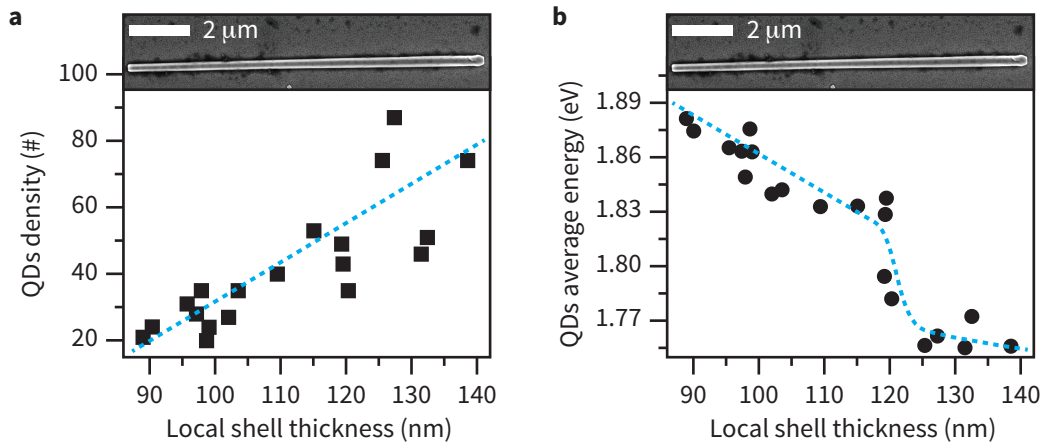 a
2 μm
100
80
60
40
20
QDs density (#)
90 100 110 120 130 140
Local shell thickness (nm)
b
2 μm
1.89
1.86
1.83
1.80
1.77
QDs average energy (eV)
90 100 110 120 130 140
Local shell thickness (nm)